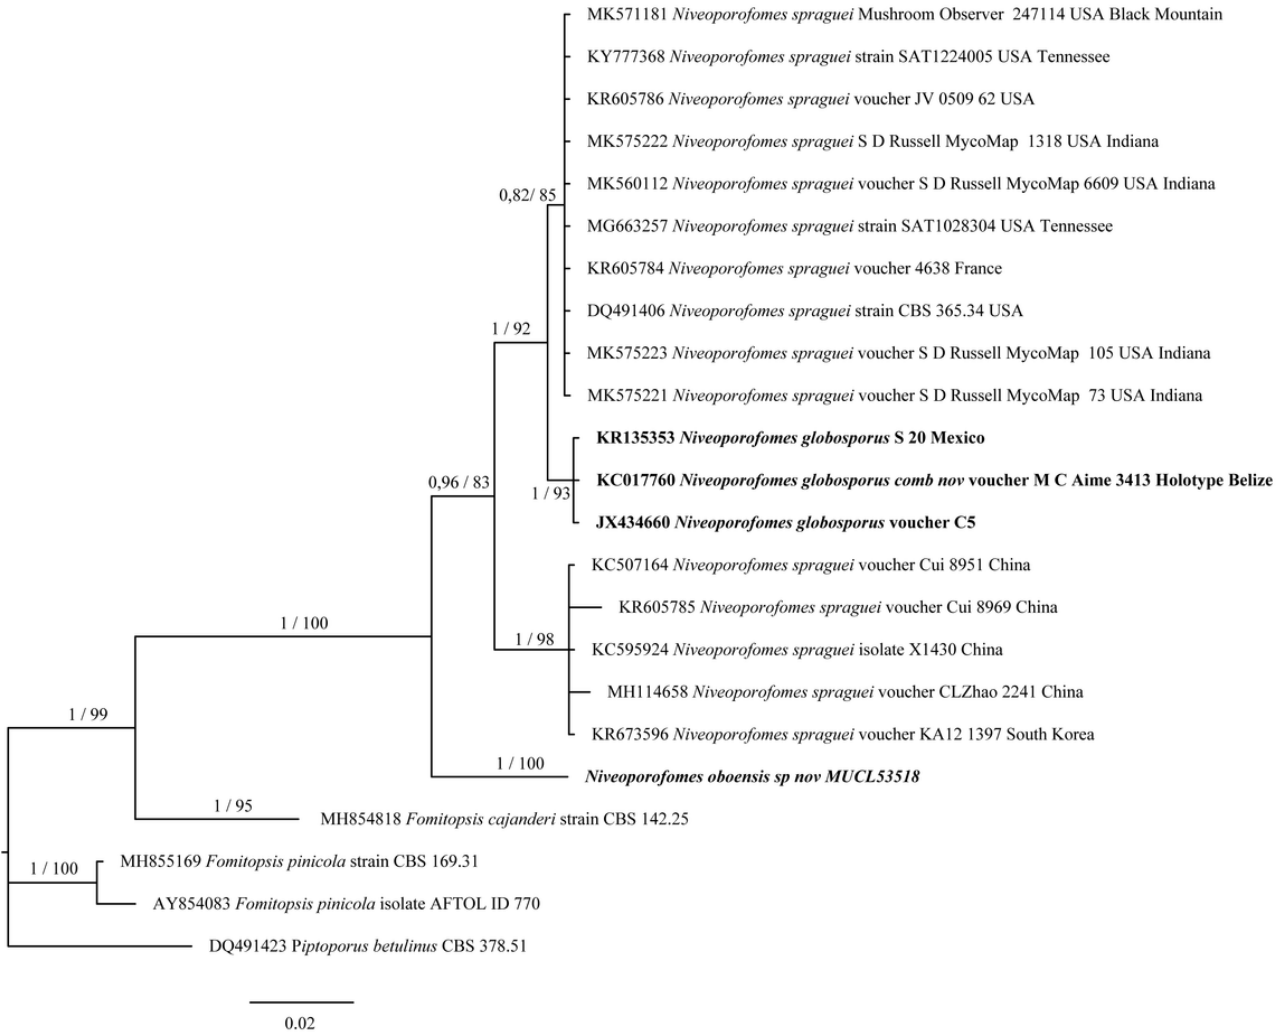 MK571181 Niveoporofomes spraguei Mushroom Observer 247114 USA Black Mountain
KY777368 Niveoporofomes spraguei strain SAT1224005 USA Tennessee
KR605786 Niveoporofomes spraguei voucher JV 0509 62 USA
MK575222 Niveoporofomes spraguei S D Russell MycoMap 1318 USA Indiana
MK560112 Niveoporofomes spraguei voucher S D Russell MycoMap 6609 USA Indiana
0,82/ 85
MG663257 Niveoporofomes spraguei strain SAT1028304 USA Tennessee
KR605784 Niveoporofomes spraguei voucher 4638 France
DQ491406 Niveoporofomes spraguei strain CBS 365.34 USA
1 / 92
MK575223 Niveoporofomes spraguei voucher S D Russell MycoMap 105 USA Indiana
MK575221 Niveoporofomes spraguei voucher S D Russell MycoMap 73 USA Indiana
KR135353 Niveoporofomes globosporus S 20 Mexico
0,96 / 83
KC017760 Niveoporofomes globosporus comb nov voucher M C Aime 3413 Holotype Belize
1 / 93
JX434660 Niveoporofomes globosporus voucher C5
KC507164 Niveoporofomes spraguei voucher Cui 8951 China
KR605785 Niveoporofomes spraguei voucher Cui 8969 China
1 / 100
1 / 98
KC595924 Niveoporofomes spraguei isolate X1430 China
MH114658 Niveoporofomes spraguei voucher CLZhao 2241 China
1 / 99
KR673596 Niveoporofomes spraguei voucher KA12 1397 South Korea
1 / 100
Niveoporofomes oboensis sp nov MUCL53518
1 / 95
MH854818 Fomitopsis cajanderi strain CBS 142.25
MH855169 Fomitopsis pinicola strain CBS 169.31
1 / 100
AY854083 Fomitopsis pinicola isolate AFTOL ID 770
DQ491423 Piptoporus betulinus CBS 378.51
0.02